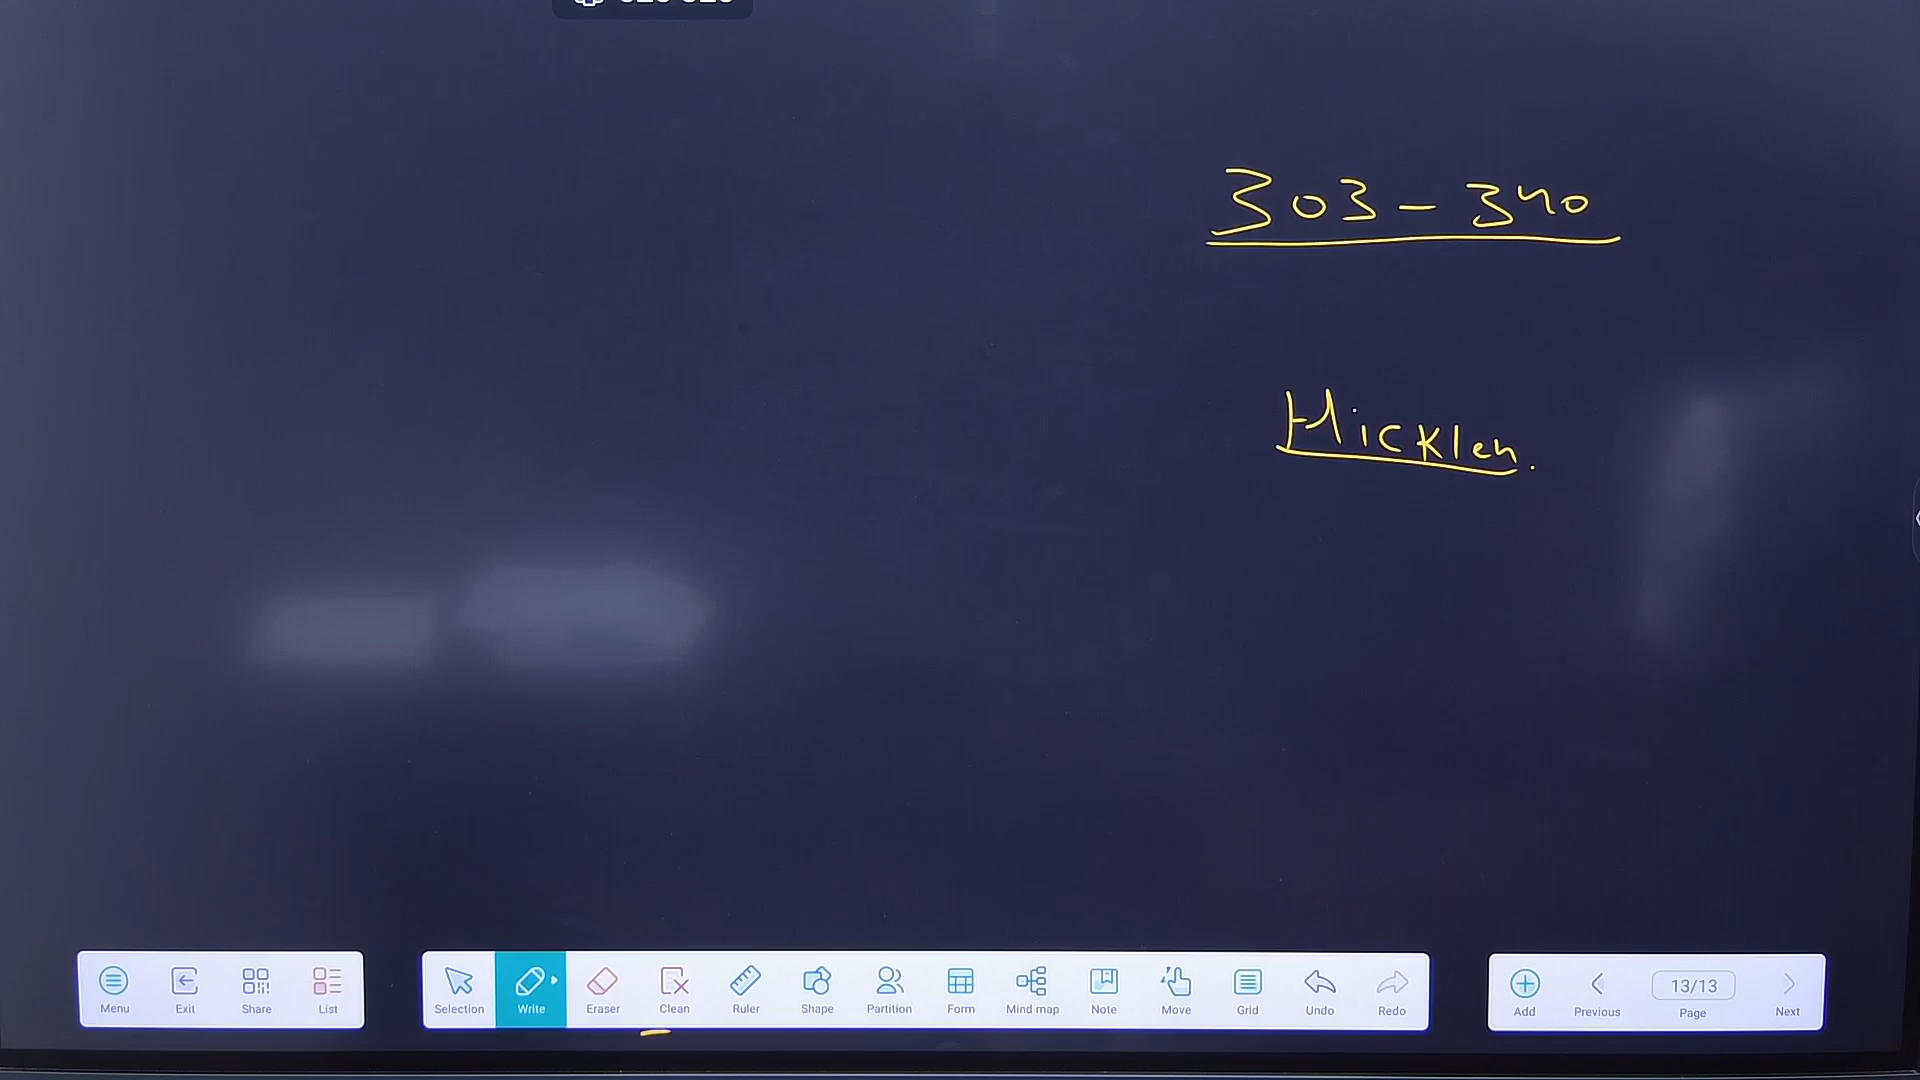 303 - 340
Hicklen.
Menu Exit Share List
Selection Write Eraser Clean Ruler Shape Partition Form Mind map Note Move Grid Undo Redo
Add Previous 13/13 Page Next